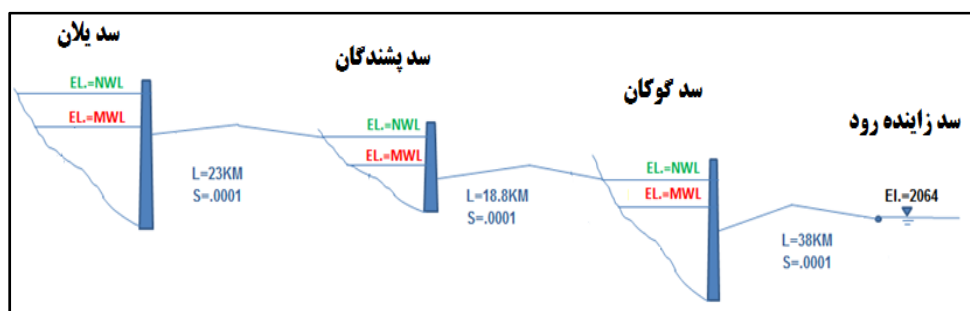 سد یلان
سد پشندگان
سد گوکان
سد زاینده رود
EL.=NWL
EL.=MWL
L=23KM
S=.0001
EL.=NWL
EL.=MWL
L=18.8KM
S=.0001
EL.=NWL
EL.=MWL
L=38KM
S=.0001
El.=2064